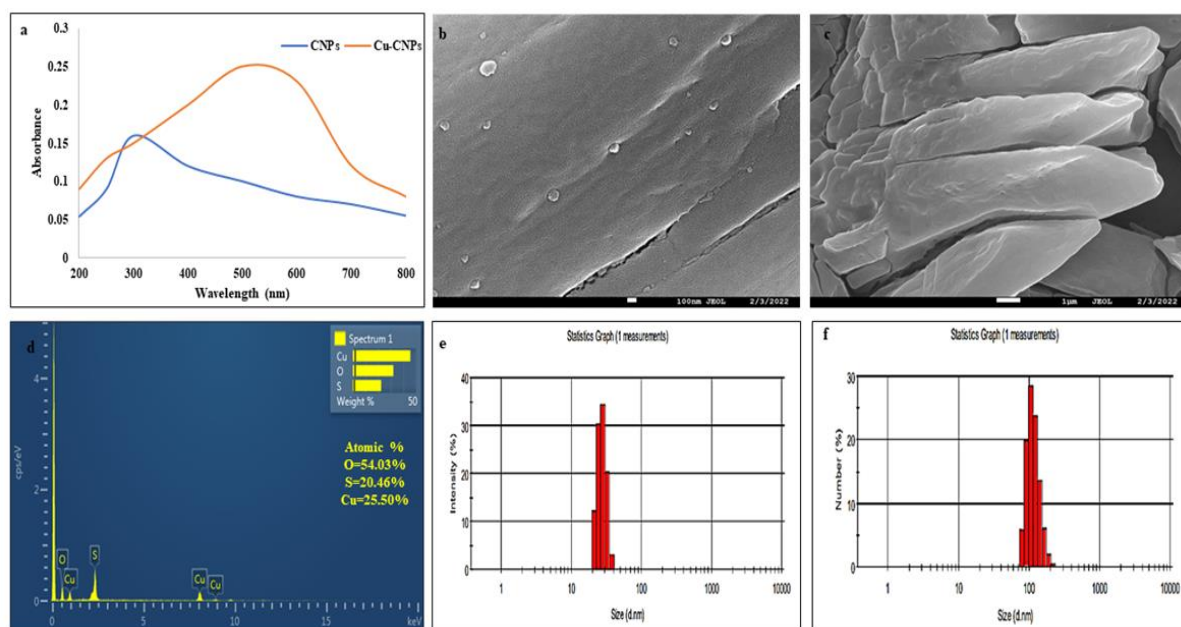 a
CNPs
Cu-CNPs
0.3
0.25
0.2
0.15
0.1
0.05
0
200
300
400
500
600
700
800
Absorbance
Wavelength (nm)
b
100nm JEOL 2/3/2022
c
1µm JEOL 2/3/2022
d
Spectrum 1
Cu
O
S
Weight % 50
Atomic %
O=54.03%
S=20.46%
Cu=25.50%
cps/eV
4
2
0
O
Cu
S
Cu
Cu
0
5
10
15
keV
e
Statistics Graph (1 measurements)
40
30
20
10
0
Intensity (%)
1
10
100
1000
10000
Size (d.nm)
f
Statistics Graph (1 measurements)
30
20
10
0
Number (%)
1
10
100
1000
10000
Size (d.nm)